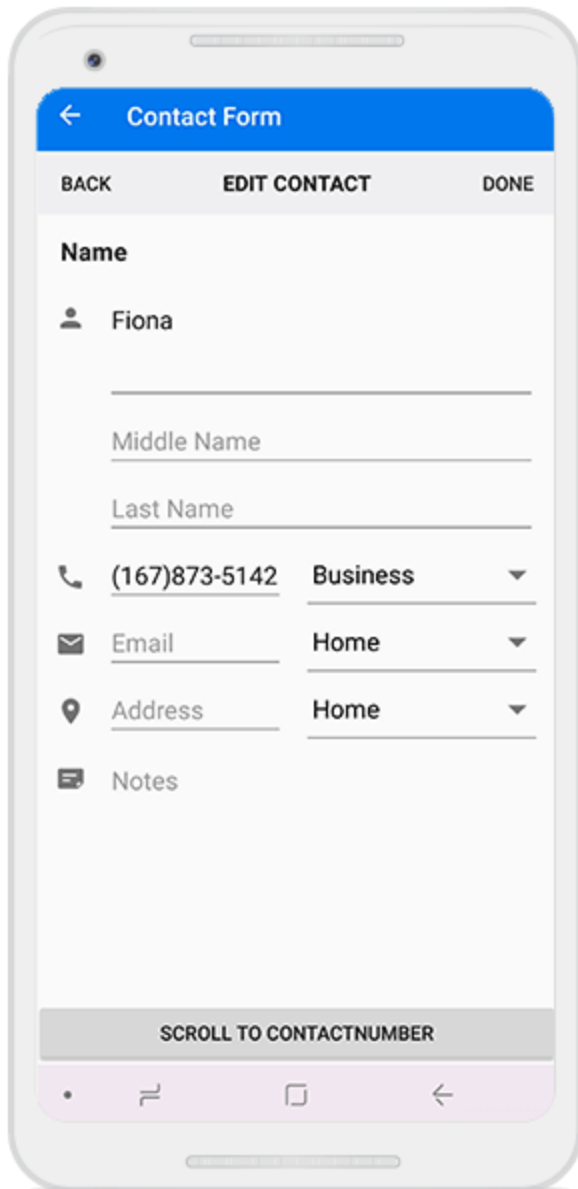 Contact Form
BACK EDIT CONTACT DONE
Name
Fiona
Middle Name
Last Name
(167)873-5142 Business
Email Home
Address Home
Notes
SCROLL TO CONTACTNUMBER